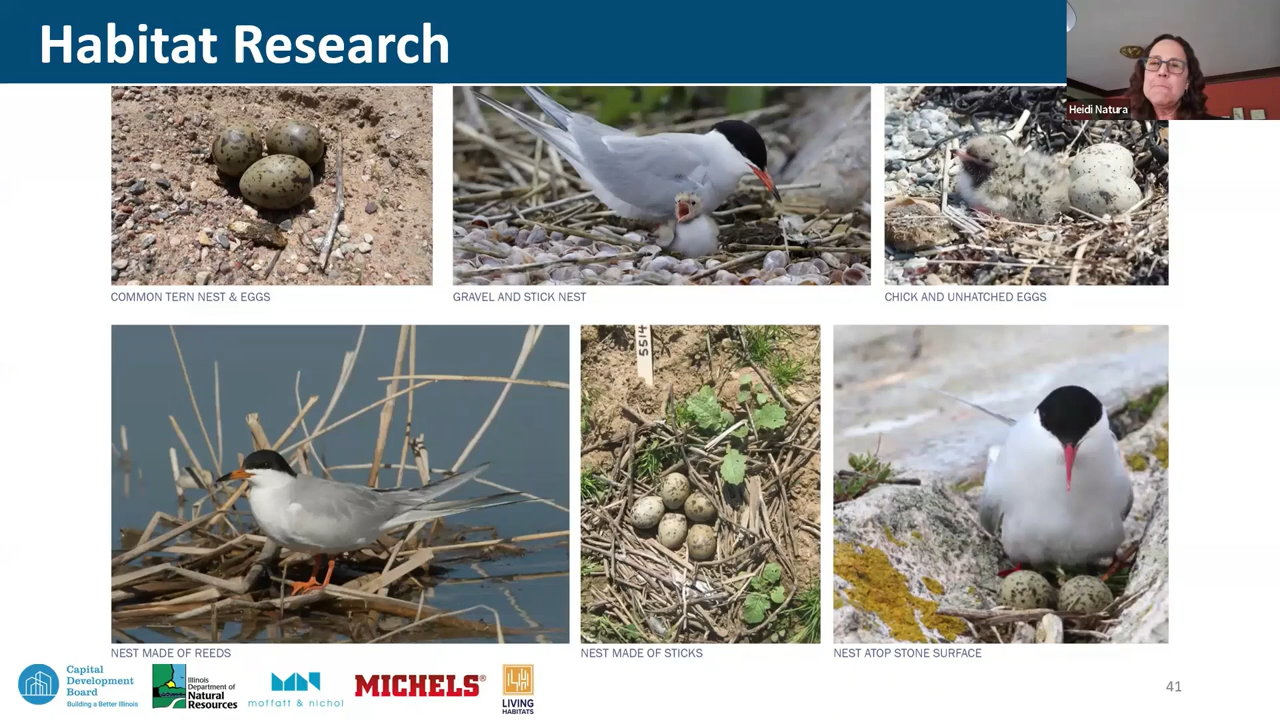 Habitat Research
Heidi Natura
COMMON TERN NEST & EGGS
GRAVEL AND STICK NEST
CHICK AND UNHATCHED EGGS
5514
NEST MADE OF REEDS
NEST MADE OF STICKS
NEST ATOP STONE SURFACE
Capital
Development
Board
Building a Better Illinois
Illinois
Department of
Natural
Resources
moffatt & nichol
MICHELS®
LIVING
HABITATS
41